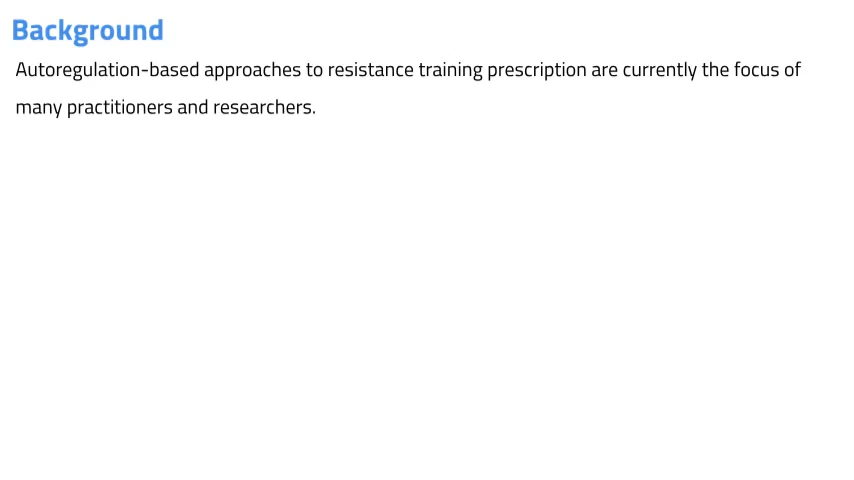 Background
Autoregulation-based approaches to resistance training prescription are currently the focus of
many practitioners and researchers.